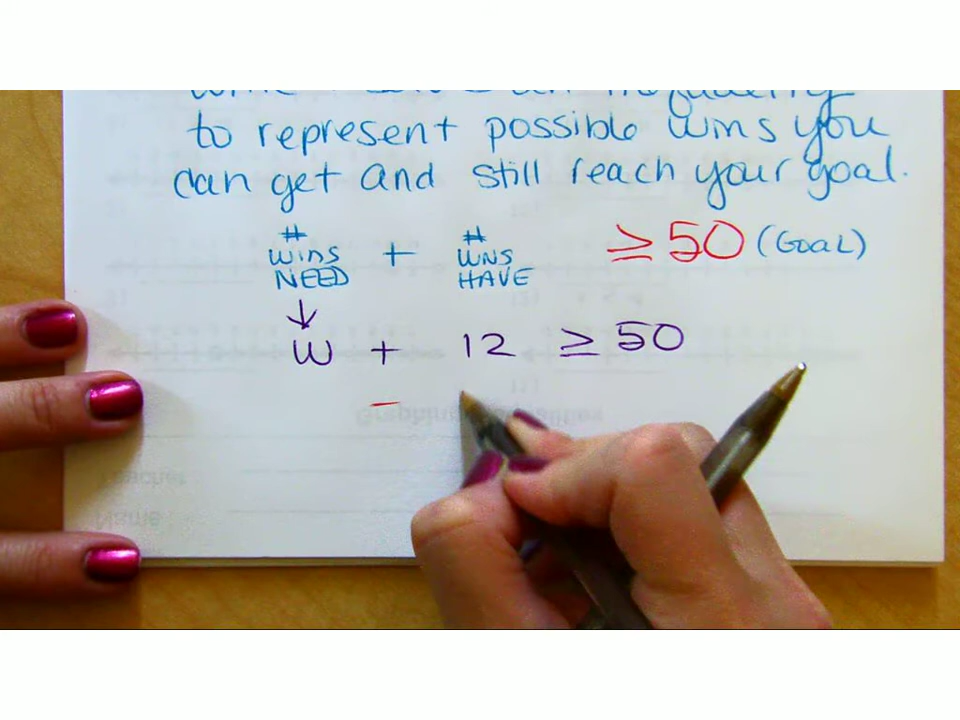 to represent possible wins you
can get and still reach your goal.
# # ≥50 (GOAL)
WINS + WNS
NEED HAVE
↓
W + 12 ≥ 50
−